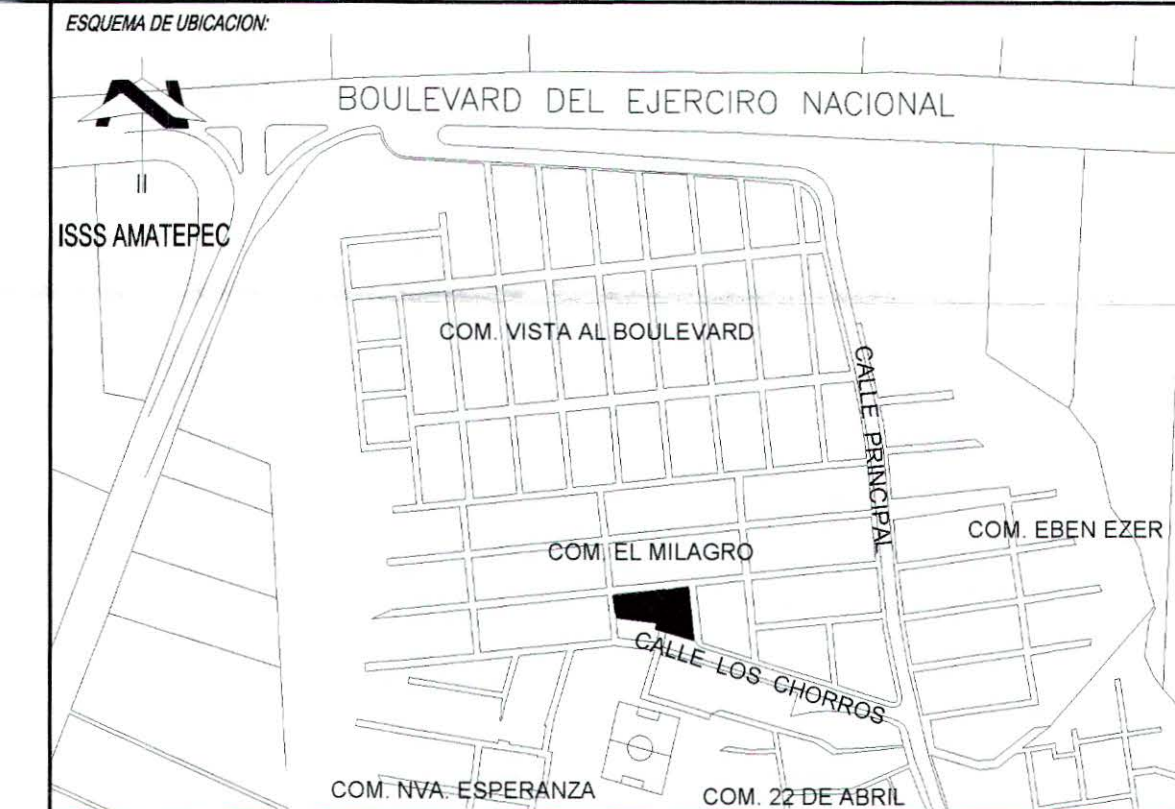 ESQUEMA DE UBICACION:
BOULEVARD DEL EJERCIRO NACIONAL
N
ISSS AMATEPEC
COM. VISTA AL BOULEVARD
CALLE PRINCIPAL
COM. EBEN EZER
COM. EL MILAGRO
CALLE LOS CHORROS
COM. NVA. ESPERANZA
COM. 22 DE ABRIL